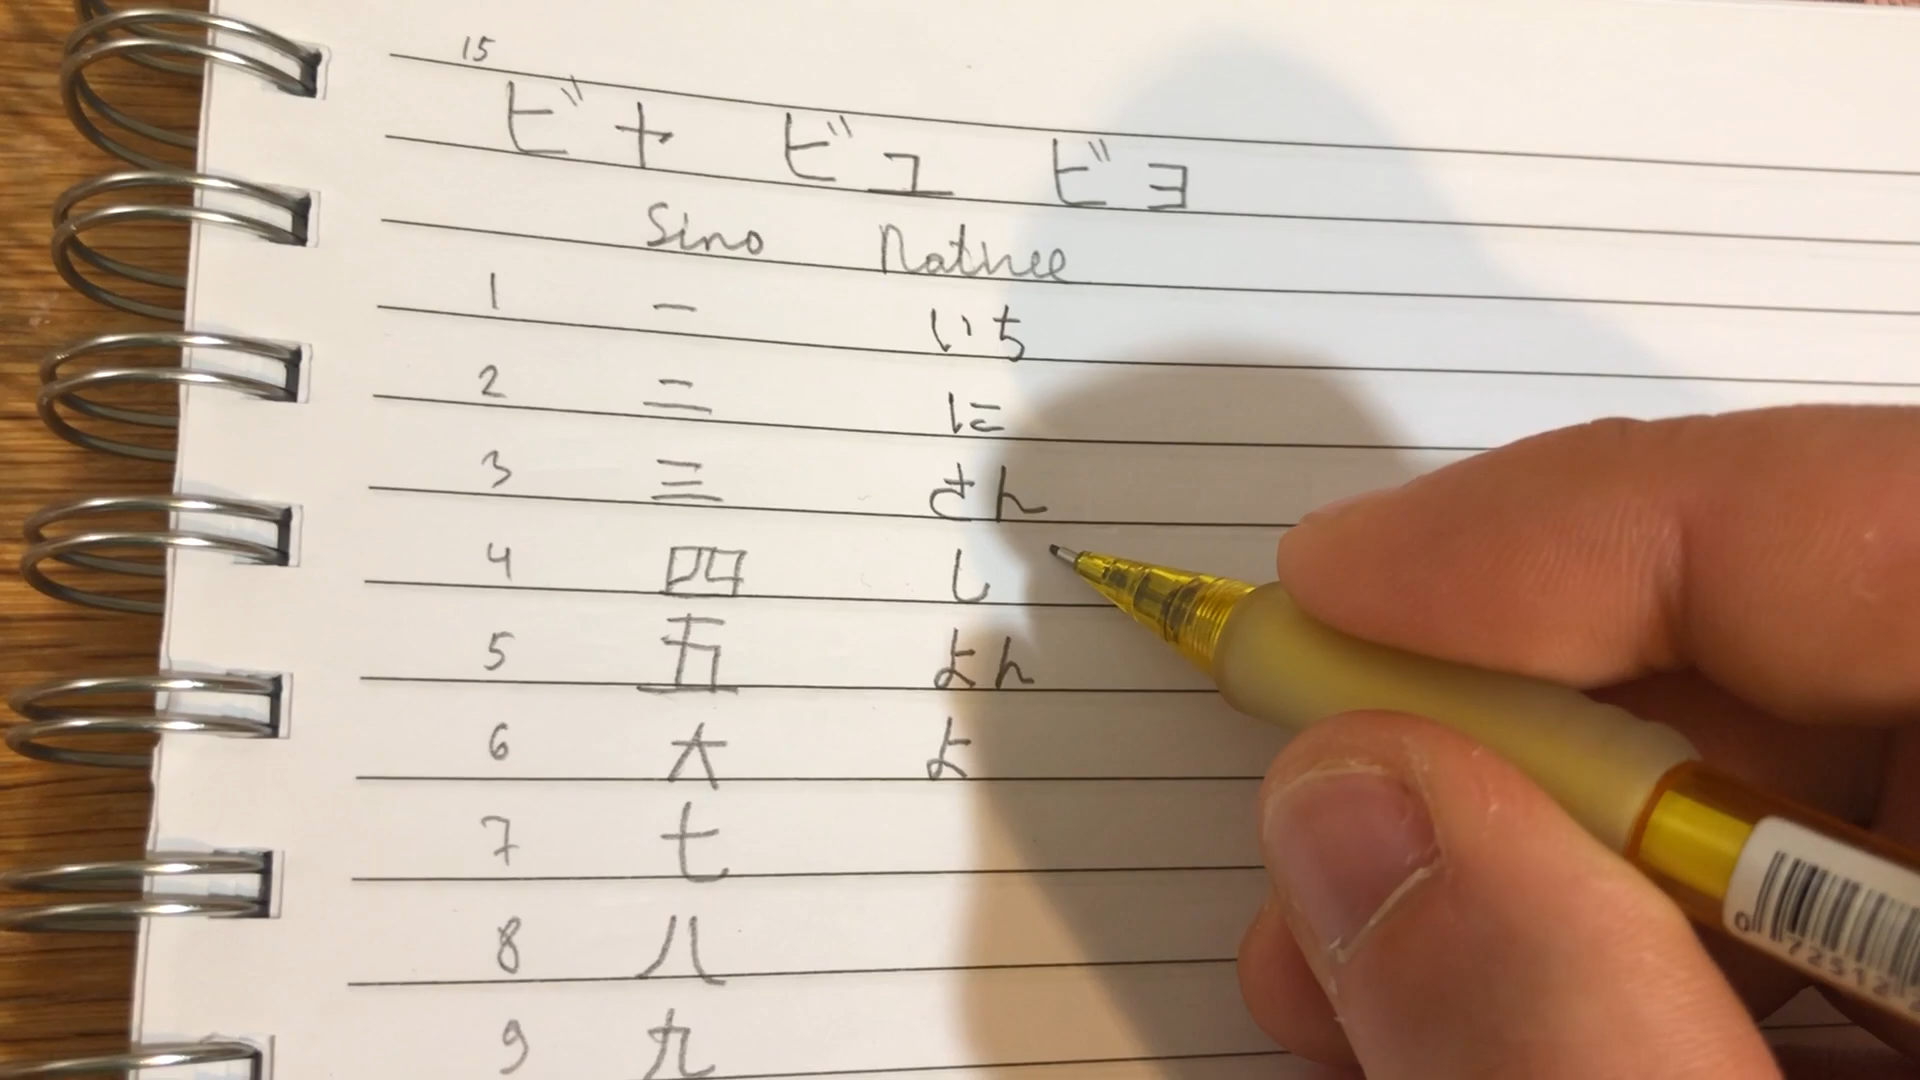 15
ビャ ビュ ビョ
Sino Native
1 一 いち
2 二 に
3 三 さん
4 四 し
5 五 よん
6 六 よ
7 七
8 八
9 九